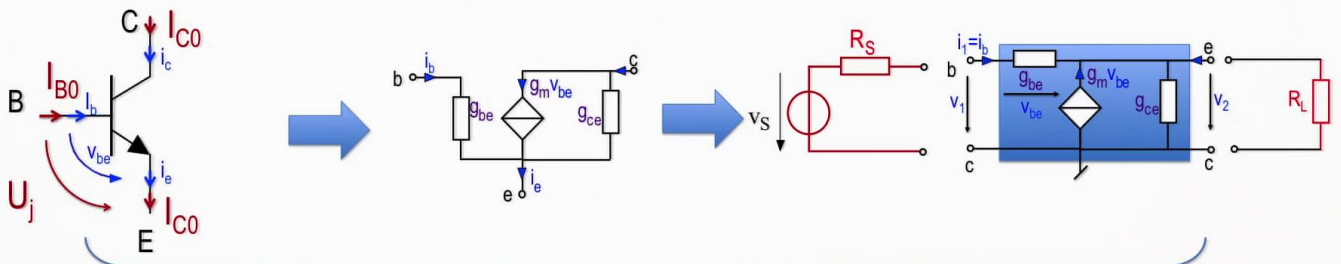 C I_C0
i_c
I_B0
B I_b
v_be
i_e
U_j
I_C0
E
b i_b c
g_be g_m v_be g_ce
i_e
e
R_S
v_S
i_1=i_b e
b g_be g_m v_be
v_1 v_be g_ce v_2 R_L
c c